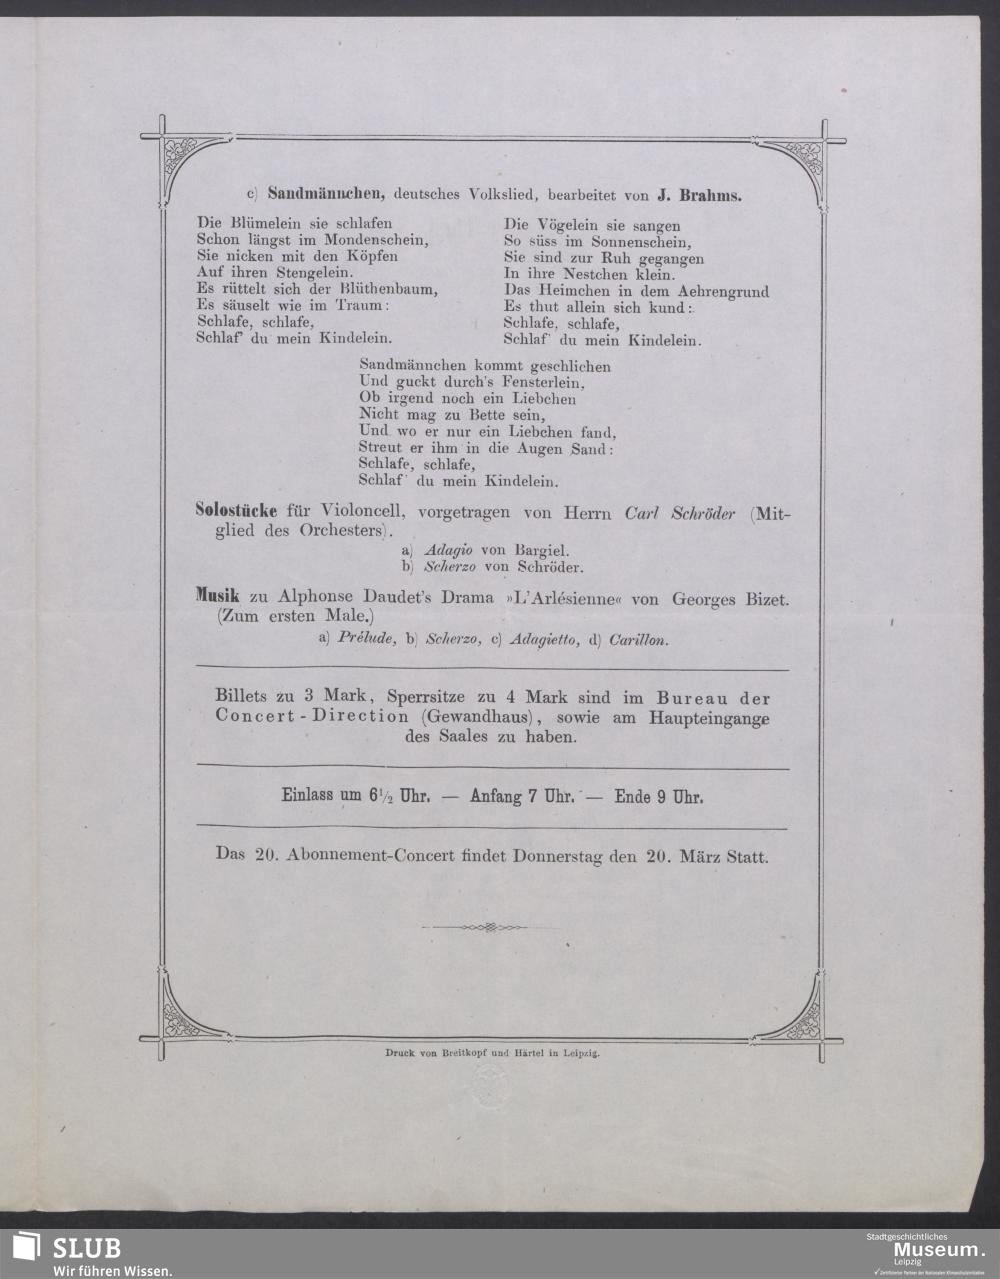 c) Sandmännchen, deutsches Volkslied, bearbeitet von J. Brahms.
Die Blümelein sie schlafen
Schon längst im Mondenschein,
Sie nicken mit den Köpfen
Auf ihren Stengelein.
Es rüttelt sich der Blüthenbaum,
Es säuselt wie im Traum:
Schlafe, schlafe,
Schlaf' du mein Kindelein.
Die Vögelein sie sangen
So süss im Sonnenschein,
Sie sind zur Ruh gegangen
In ihre Nestchen klein.
Das Heimchen in dem Aehrengrund
Es thut allein sich kund:
Schlafe, schlafe,
Schlaf' du mein Kindelein.
Sandmännchen kommt geschlichen
Und guckt durch's Fensterlein,
Ob irgend noch ein Liebchen
Nicht mag zu Bette sein,
Und wo er nur ein Liebchen fand,
Streut er ihm in die Augen Sand:
Schlafe, schlafe,
Schlaf' du mein Kindelein.
Solostücke für Violoncell, vorgetragen von Herrn Carl Schröder (Mit-
glied des Orchesters).
a) Adagio von Bargiel.
b) Scherzo von Schröder.
Musik zu Alphonse Daudet's Drama »L'Arlésienne« von Georges Bizet.
(Zum ersten Male.)
a) Prélude, b) Scherzo, c) Adagietto, d) Carillon.
Billets zu 3 Mark, Sperrsitze zu 4 Mark sind im Bureau der
Concert-Direction (Gewandhaus), sowie am Haupteingange
des Saales zu haben.
Einlass um 6½ Uhr. — Anfang 7 Uhr. — Ende 9 Uhr.
Das 20. Abonnement-Concert findet Donnerstag den 20. März Statt.
Druck von Breitkopf und Härtel in Leipzig.
SLUB
Wir führen Wissen.
Stadtgeschichtliches
Museum.
Leipzig
Zertifizierter Partner der Nationalen Klimaschutzinitiative